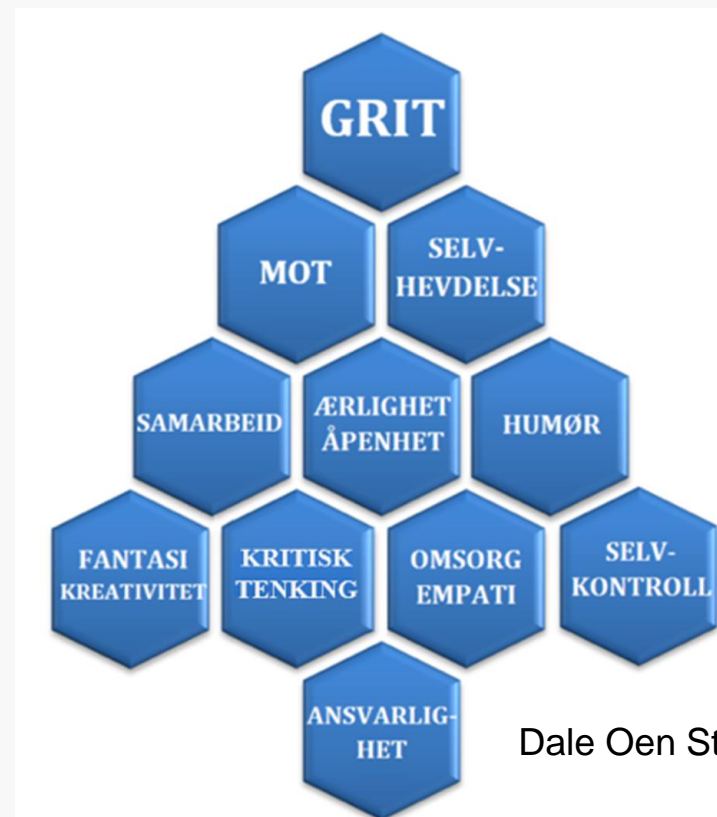 GRIT
MOT
SELV-
HEVDELSE
SAMARBEID
ÆRLIGHET
ÅPENHET
HUMØR
FANTASI
KREATIVITET
KRITISK
TENKING
OMSORG
EMPATI
SELV-
KONTROLL
ANSVARLIG-
HET
Dale Oen St